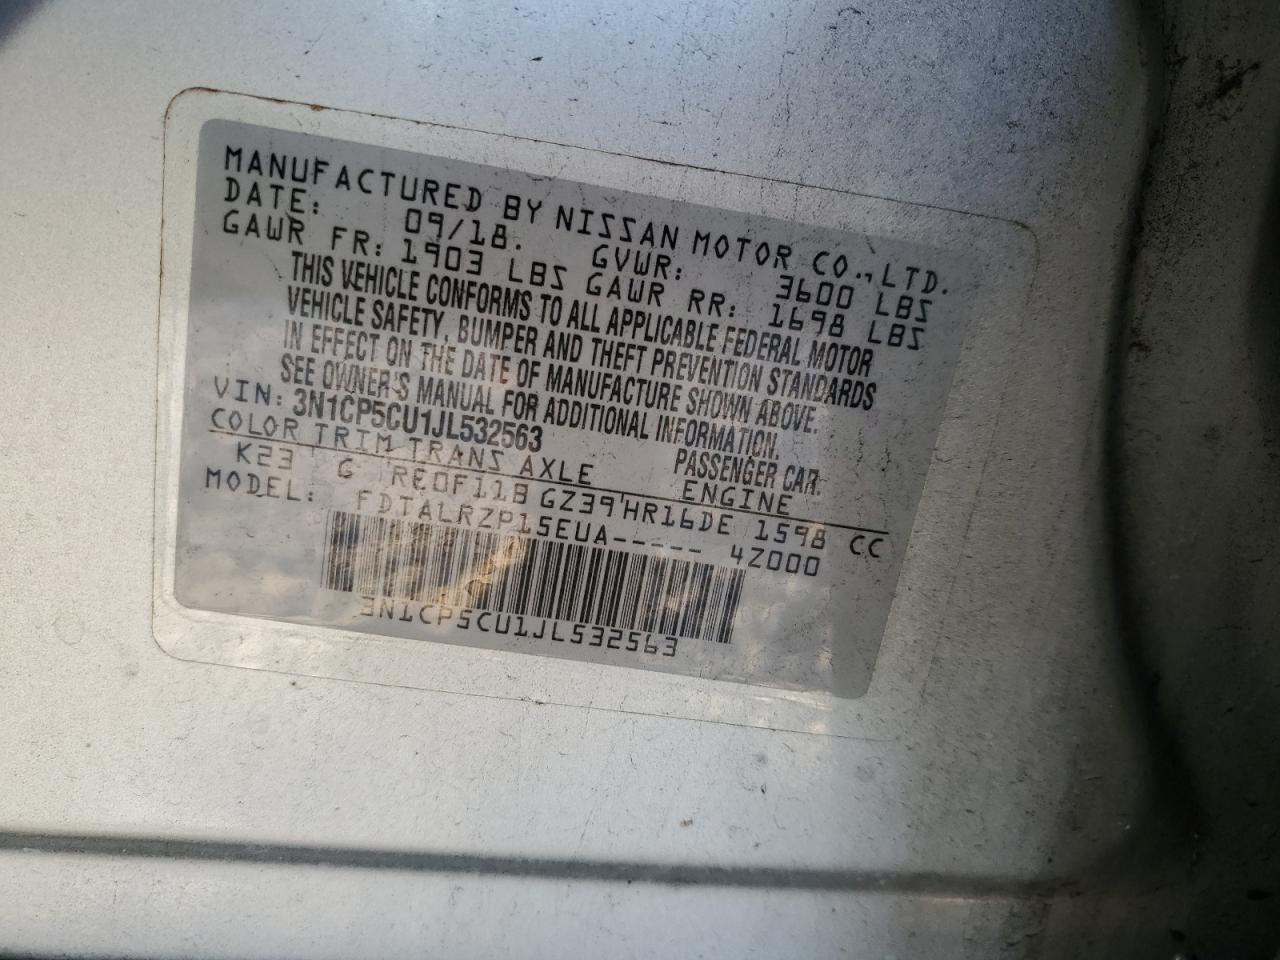 MANUFACTURED BY NISSAN MOTOR CO., LTD.
DATE: 09/18. GVWR: 3600 LBS
GAWR FR: 1903 LBS GAWR RR: 1698 LBS
THIS VEHICLE CONFORMS TO ALL APPLICABLE FEDERAL MOTOR
VEHICLE SAFETY, BUMPER AND THEFT PREVENTION STANDARDS
IN EFFECT ON THE DATE OF MANUFACTURE SHOWN ABOVE.
SEE OWNER'S MANUAL FOR ADDITIONAL INFORMATION.
VIN: 3N1CP5CU1JL532563 PASSENGER CAR.
COLOR TRIM TRANS AXLE ENGINE
K23 G RE0F11B GZ39 HR16DE 1598 CC
MODEL: FDTALRZP15EUA----- 4Z000
3N1CP5CU1JL532563